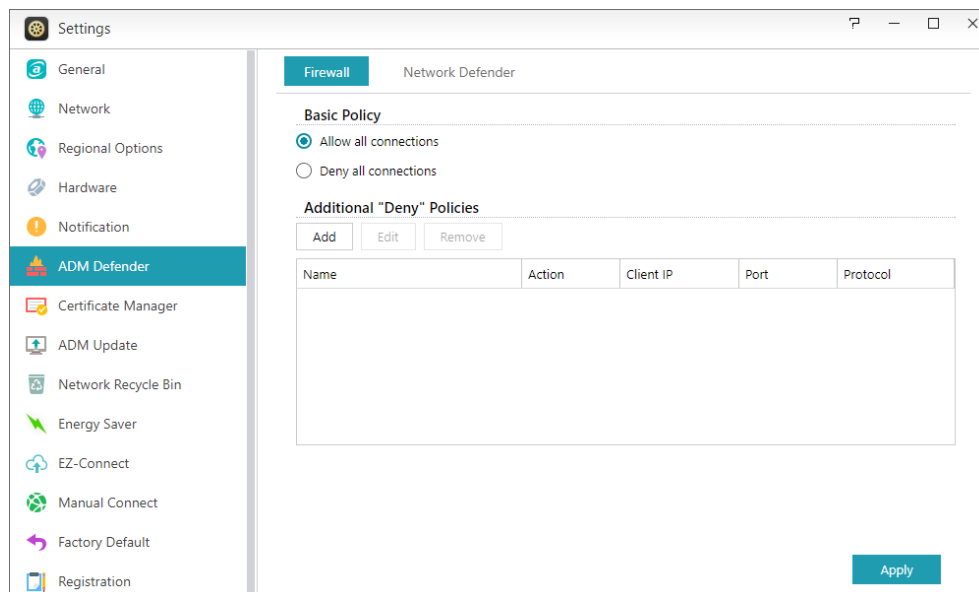 Settings
General
Network
Regional Options
Hardware
Notification
ADM Defender
Certificate Manager
ADM Update
Network Recycle Bin
Energy Saver
EZ-Connect
Manual Connect
Factory Default
Registration
Firewall Network Defender
Basic Policy
Allow all connections
Deny all connections
Additional "Deny" Policies
Add Edit Remove
Name Action Client IP Port Protocol
Apply